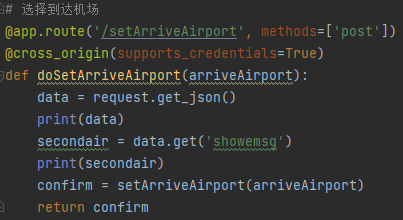 # 选择到达机场
@app.route('/setArriveAirport', methods=['post'])
@cross_origin(supports_credentials=True)
def doSetArriveAirport(arriveAirport):
data = request.get_json()
print(data)
secondair = data.get('showemsg')
print(secondair)
confirm = setArriveAirport(arriveAirport)
return confirm